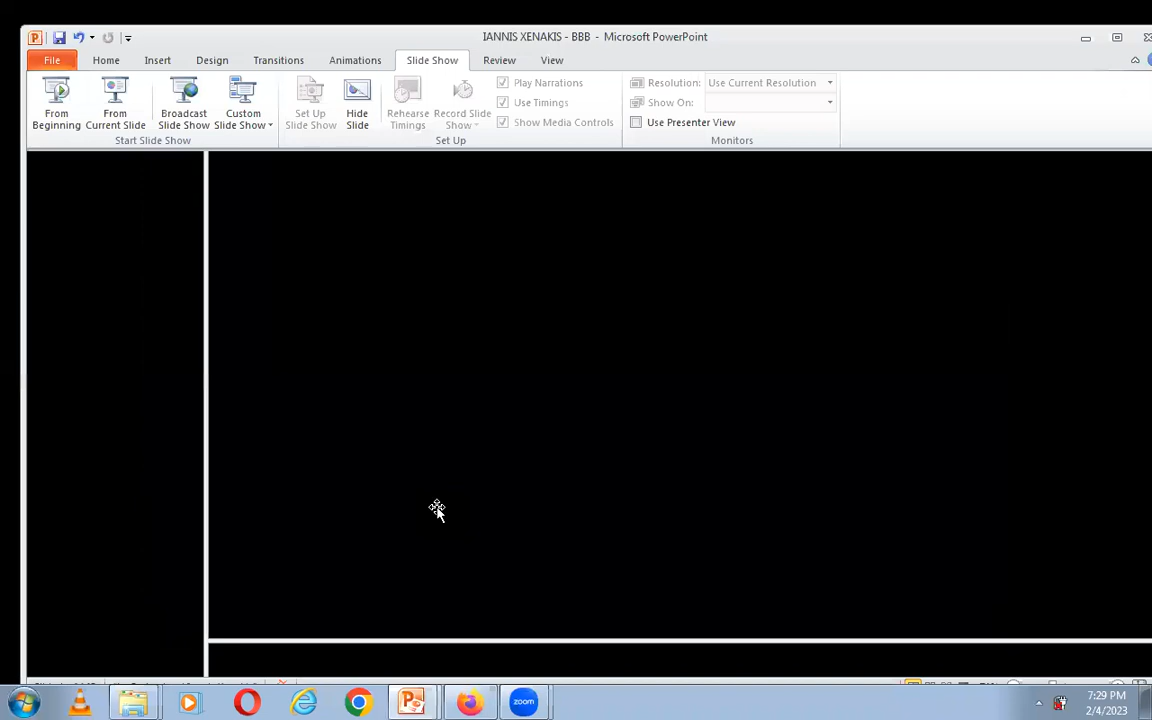 IANNIS XENAKIS - BBB - Microsoft PowerPoint
File Home Insert Design Transitions Animations Slide Show Review View
From Beginning
From Current Slide
Broadcast Slide Show
Custom Slide Show
Set Up Slide Show
Hide Slide
Rehearse Timings
Record Slide Show
Play Narrations
Use Timings
Show Media Controls
Resolution: Use Current Resolution
Show On:
Use Presenter View
Start Slide Show
Set Up
Monitors
zoom
7:29 PM
2/4/2023